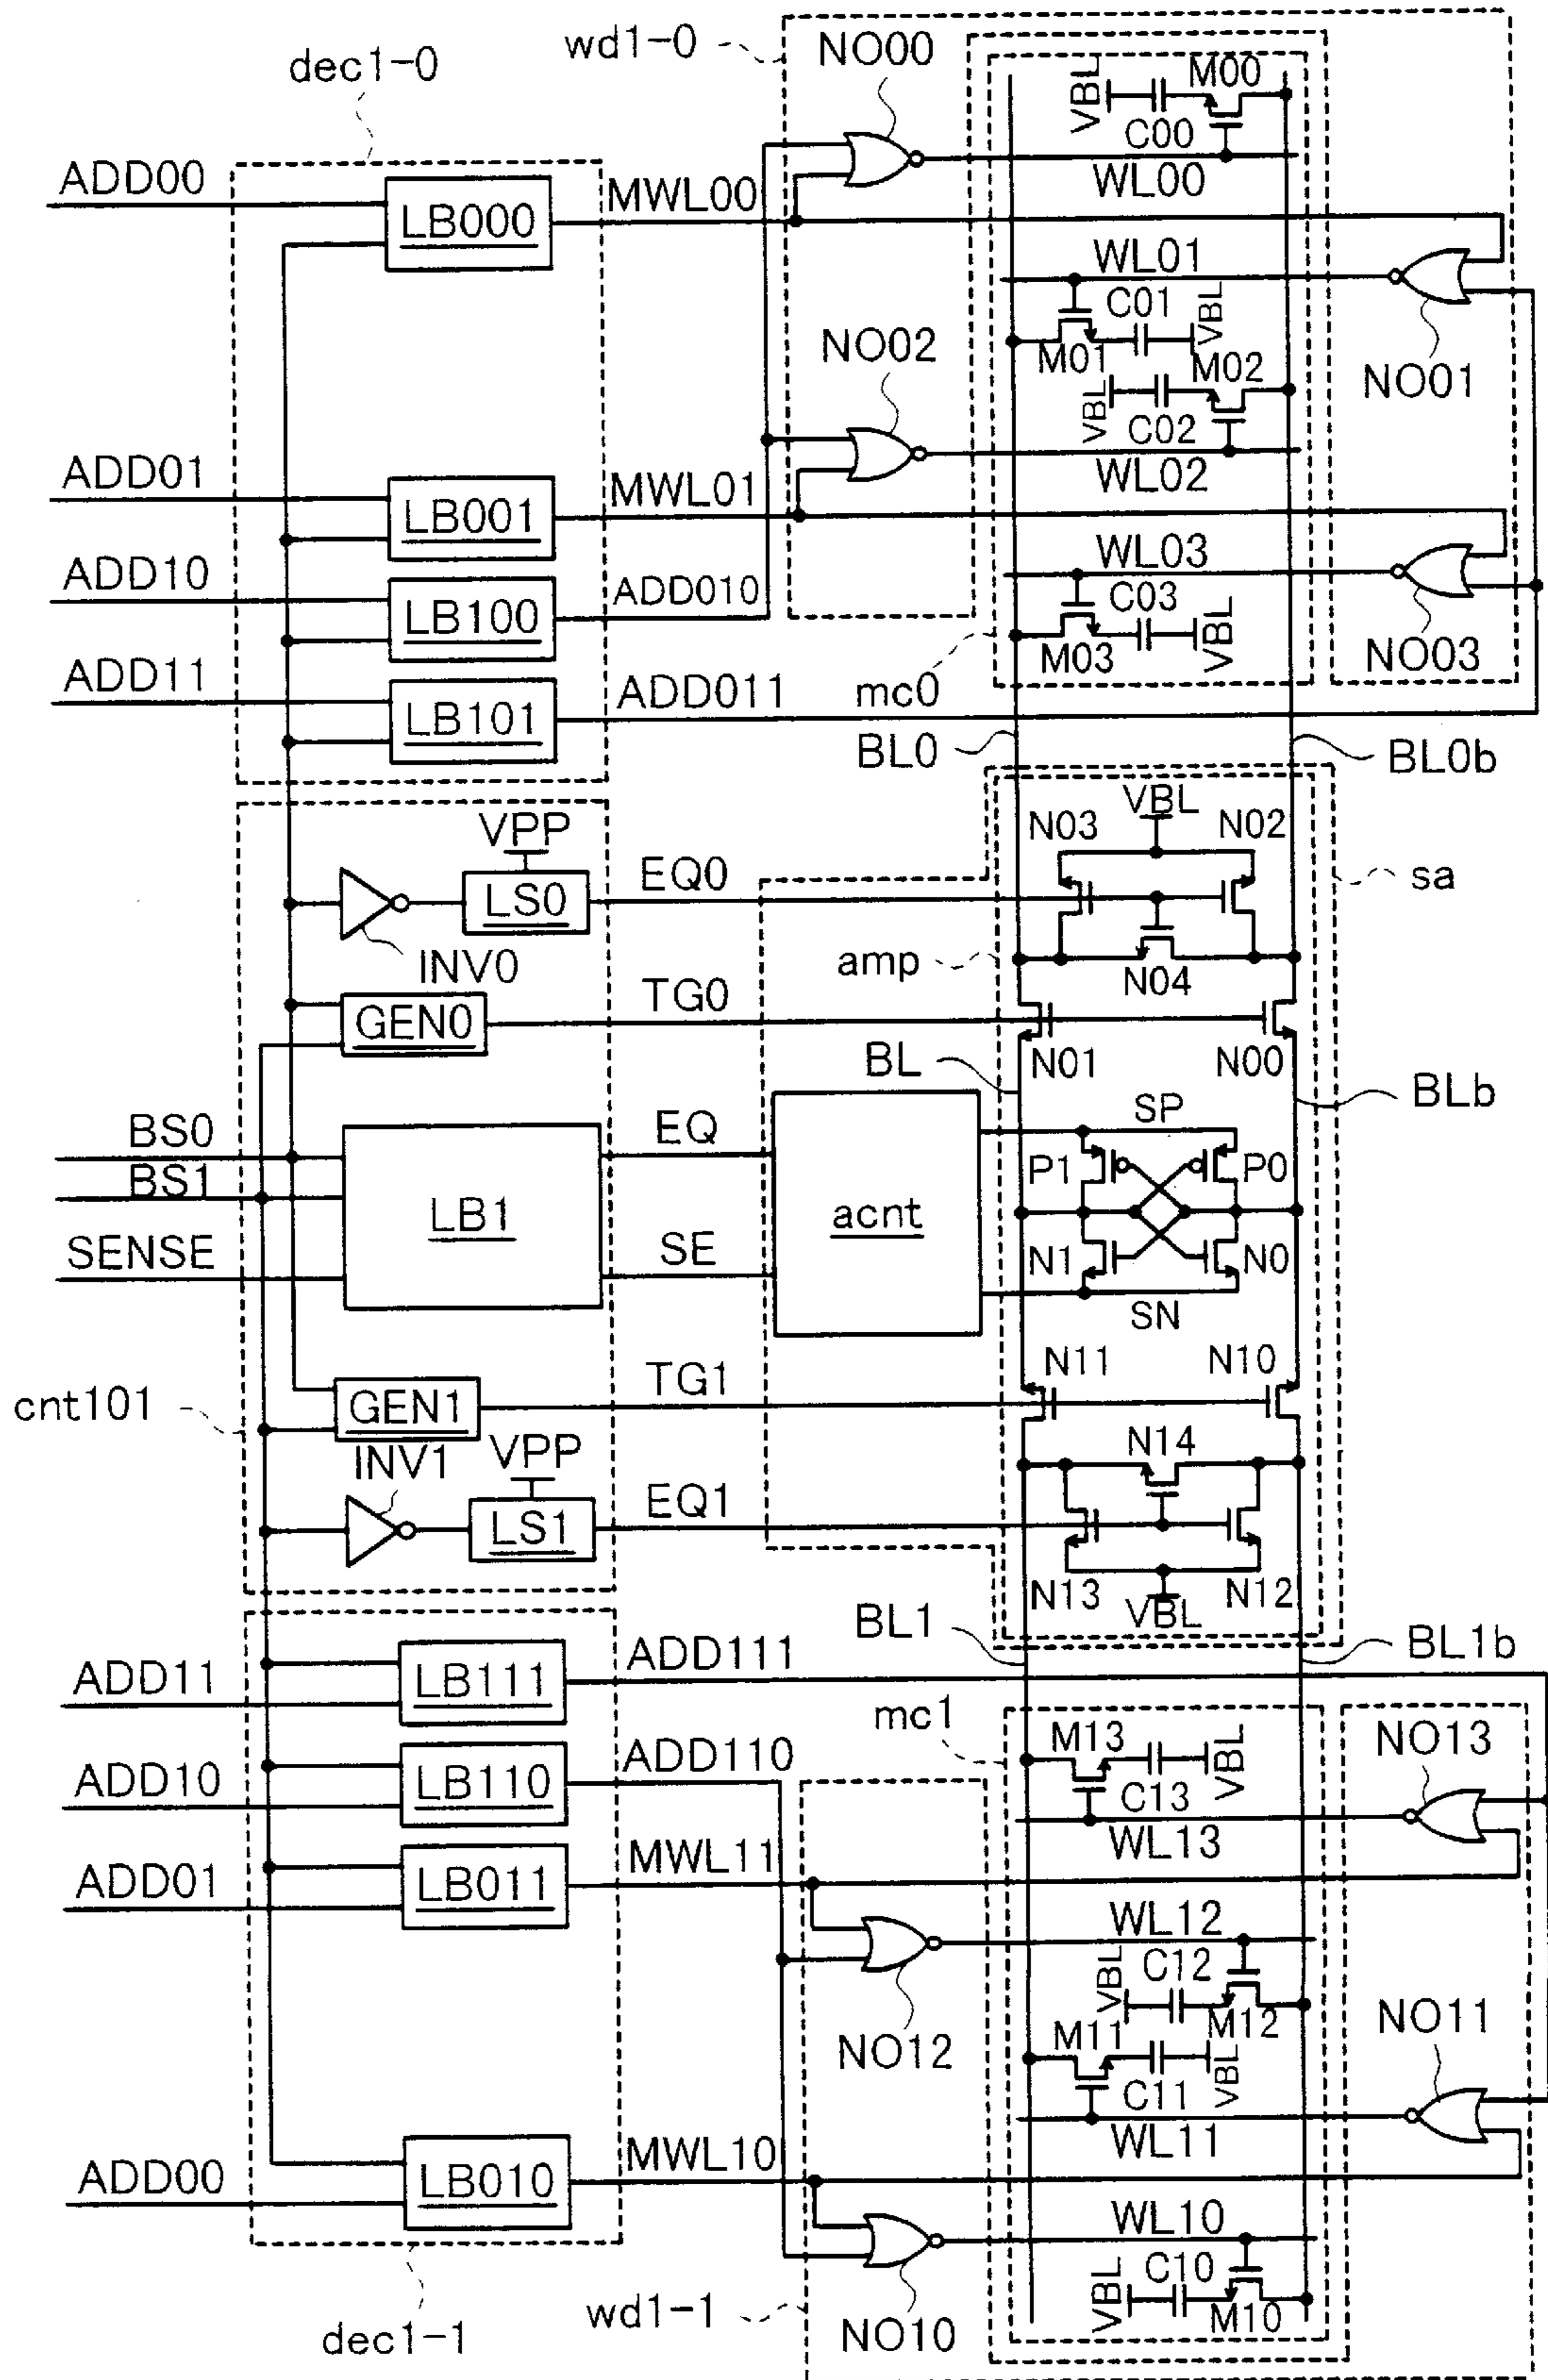 wd1-0
NO00
dec1-0
VBL
M00
C00
ADD00
LB000
MWL00
WL00
WL01
C01
VBL
M01
NO02
M02
VBL
C02
NO01
ADD01
LB001
MWL01
WL02
WL03
ADD10
LB100
ADD010
C03
VBL
M03
NO03
ADD11
LB101
ADD011
mc0
BL0
BL0b
VPP
VBL
N03
N02
LS0
EQ0
sa
INV0
amp
N04
GEN0
TG0
N01
N00
BL
BLb
BS0
BS1
SENSE
LB1
EQ
SE
acnt
SP
P1
P0
N1
N0
SN
N11
N10
cnt101
GEN1
TG1
INV1
VPP
N14
LS1
EQ1
N13
N12
VBL
BL1
BL1b
ADD11
LB111
ADD111
mc1
M13
VBL
NO13
ADD10
LB110
ADD110
C13
WL13
ADD01
LB011
MWL11
WL12
VBL
C12
M12
NO12
M11
VBL
C11
NO11
WL11
ADD00
LB010
MWL10
WL10
VBL
C10
M10
wd1-1
NO10
dec1-1